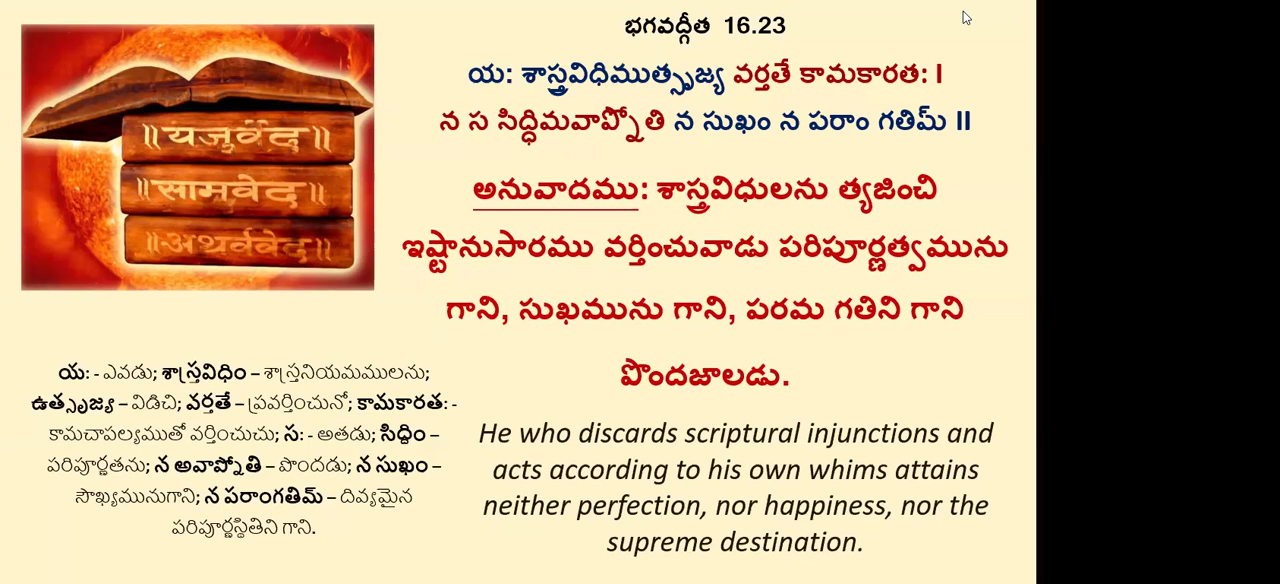 ॥यजुर्वेद॥
॥सामवेद॥
॥अथर्ववेद॥
భగవద్గీత 16.23
య: శాస్త్రవిధిముత్సృజ్య వర్తతే కామకారత: I
న స సిద్ధిమవాప్నోతి న సుఖం న పరాం గతిమ్ II
అనువాదము: శాస్త్రవిధులను త్యజించి
ఇష్టానుసారము వర్తించువాడు పరిపూర్ణత్వమును
గాని, సుఖమును గాని, పరమ గతిని గాని
పొందజాలడు.
య: - ఎవడు; శాస్త్రవిధిం – శాస్త్రనియమములను;
ఉత్సృజ్య – విడిచి; వర్తతే – ప్రవర్తించునో; కామకారత: -
కామచాపల్యముతో వర్తించుచు; స: - అతడు; సిద్ధిం –
పరిపూర్ణతను; న అవాప్నోతి – పొందడు; న సుఖం –
సౌఖ్యమునుగాని; న పరాంగతిమ్ – దివ్యమైన
పరిపూర్ణస్థితిని గాని.
He who discards scriptural injunctions and
acts according to his own whims attains
neither perfection, nor happiness, nor the
supreme destination.